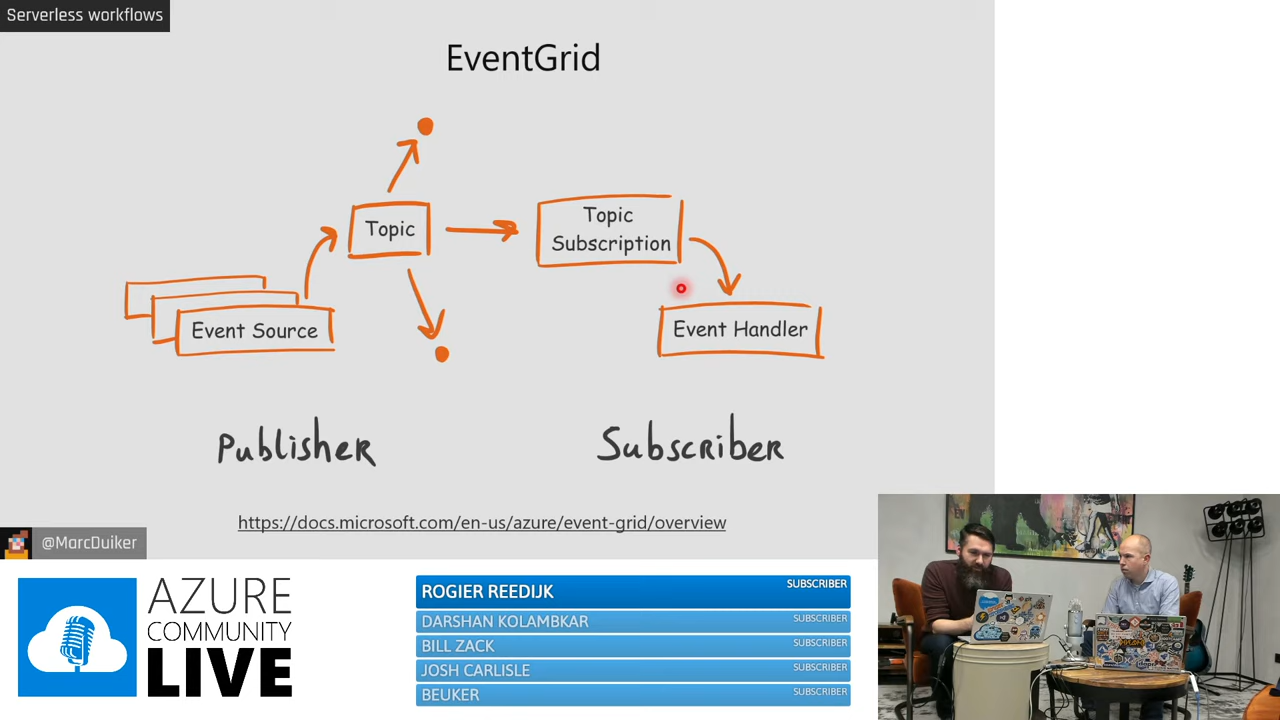 Serverless workflows
EventGrid
Topic
Topic
Subscription
Event Source
Event Handler
Publisher
Subscriber
https://docs.microsoft.com/en-us/azure/event-grid/overview
@MarcDuiker
AZURE
COMMUNITY
LIVE
ROGIER REEDIJK SUBSCRIBER
DARSHAN KOLAMBKAR SUBSCRIBER
BILL ZACK SUBSCRIBER
JOSH CARLISLE SUBSCRIBER
BEUKER SUBSCRIBER